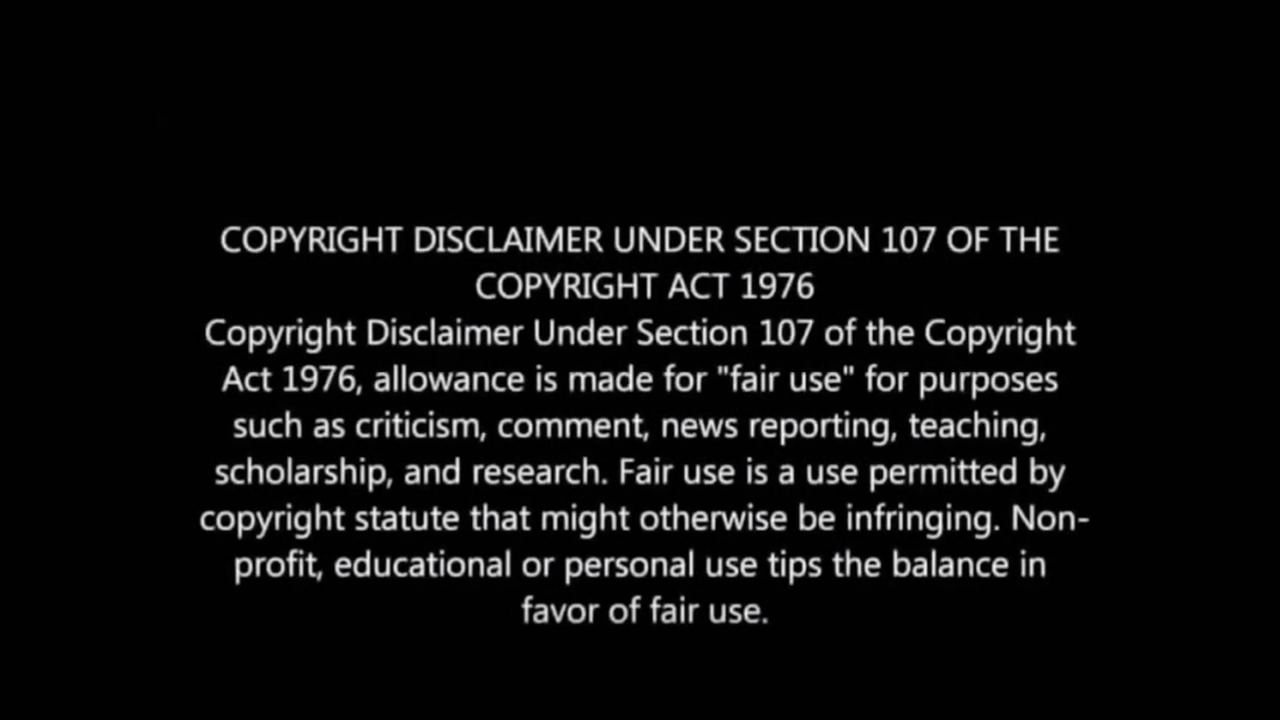 COPYRIGHT DISCLAIMER UNDER SECTION 107 OF THE
COPYRIGHT ACT 1976
Copyright Disclaimer Under Section 107 of the Copyright
Act 1976, allowance is made for "fair use" for purposes
such as criticism, comment, news reporting, teaching,
scholarship, and research. Fair use is a use permitted by
copyright statute that might otherwise be infringing. Non-
profit, educational or personal use tips the balance in
favor of fair use.